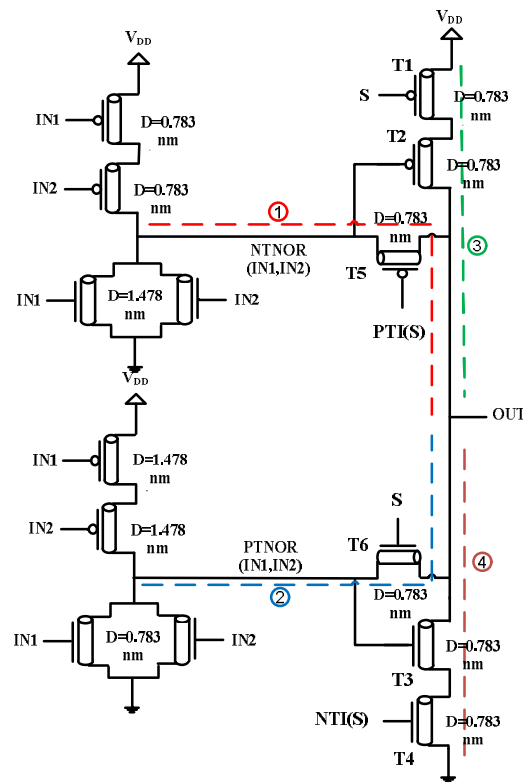 V_DD
IN1
D=0.783
nm
IN2
D=0.783
nm
①
NTNOR
(IN1,IN2)
IN1
D=1.478
nm
IN2
V_DD
T1
S
D=0.783
nm
T2
D=0.783
nm
D=0.783
nm
T5
PTI(S)
③
OUT
V_DD
IN1
D=1.478
nm
IN2
D=1.478
nm
PTNOR
(IN1,IN2)
②
IN1
D=0.783
nm
IN2
S
T6
D=0.783
nm
④
D=0.783
nm
T3
NTI(S)
D=0.783
nm
T4